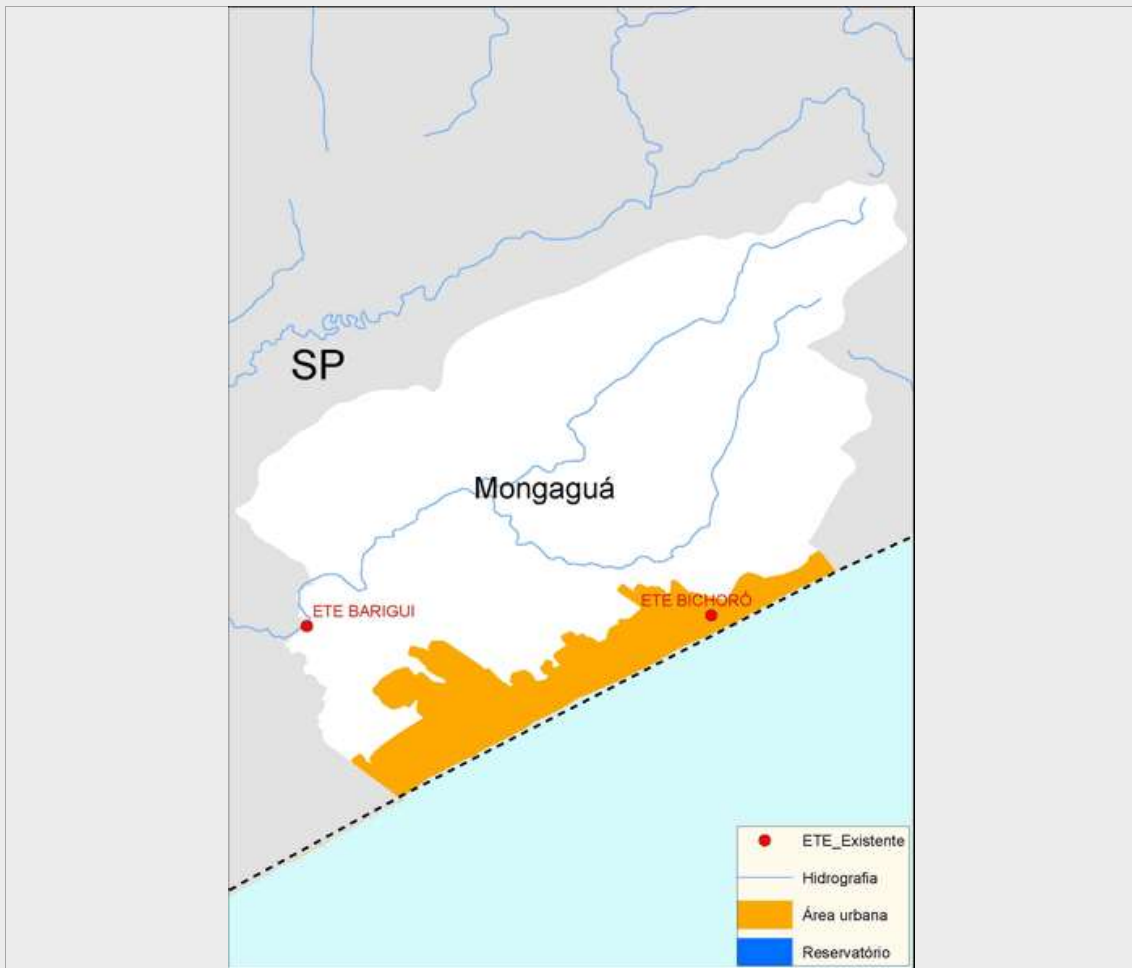 SP
Mongaguá
ETE BARIGUI
ETE BICHORÓ
ETE_Existente
Hidrografia
Área urbana
Reservatório